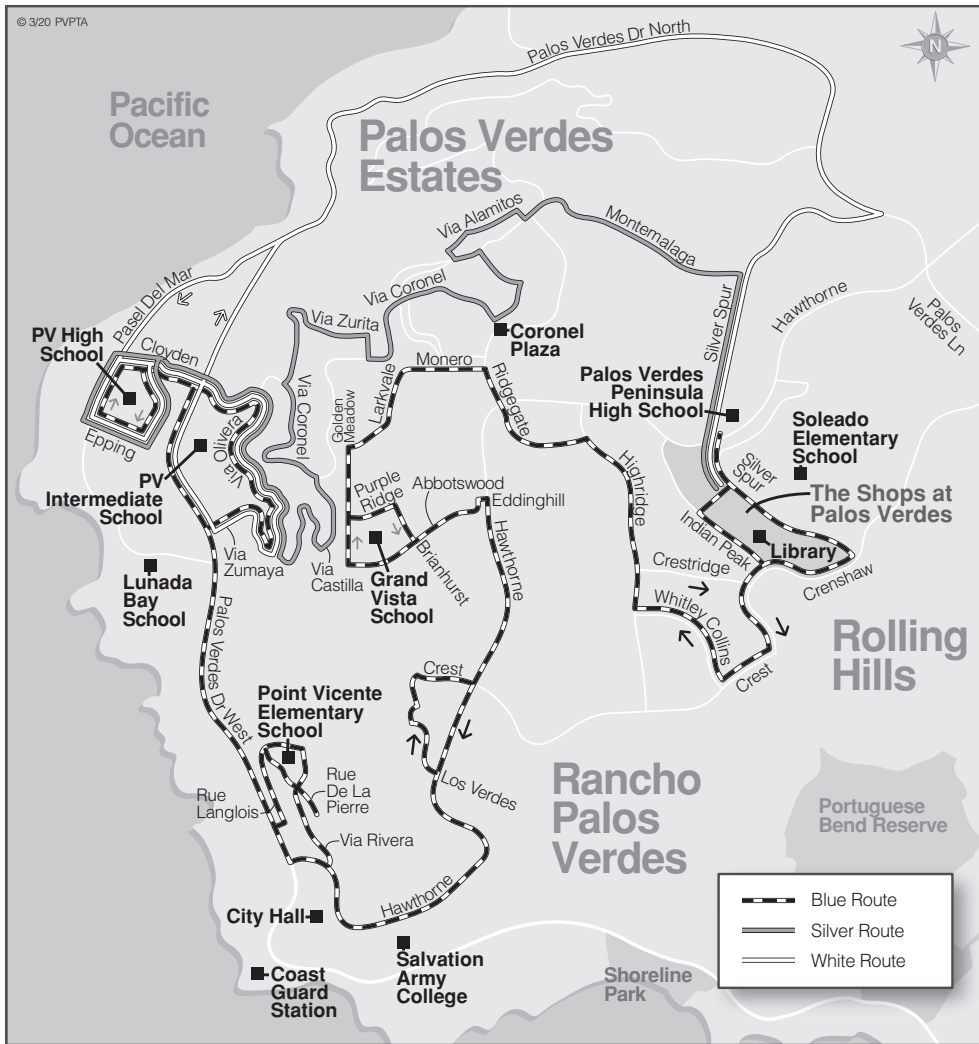 © 3/20 PVPTA
N
Palos Verdes Dr North
Pacific
Ocean
Palos Verdes
Estates
Via Alamitos
Montemalaga
Pasel Del Mar
Via Coronel
Via Zurita
Silver Spur
Hawthorne
Palos
Verdes Ln
PV High
School
Cloyden
Coronel
Plaza
Monero
Larkvale
Ridgegate
Palos Verdes
Peninsula
High School
Golden
Meadow
Via Coronel
Epping
Via
Olivera
PV
Intermediate
School
Soleado
Elementary
School
Silver
Spur
The Shops at
Palos Verdes
Highridge
Purple
Ridge
Abbotswood
Eddinghill
Indian Peak
Library
Via
Zumaya
Via
Castilla
Grand
Vista
School
Brianhurst
Hawthorne
Crestridge
Crenshaw
Lunada
Bay
School
Whitley Collins
Rolling
Hills
Palos Verdes Dr West
Crest
Crest
Point Vicente
Elementary
School
Rue
De La
Pierre
Rue
Langlois
Los Verdes
Rancho
Palos
Verdes
Portuguese
Bend Reserve
Via Rivera
Hawthorne
City Hall
Salvation
Army
College
Coast
Guard
Station
Shoreline
Park
Blue Route
Silver Route
White Route